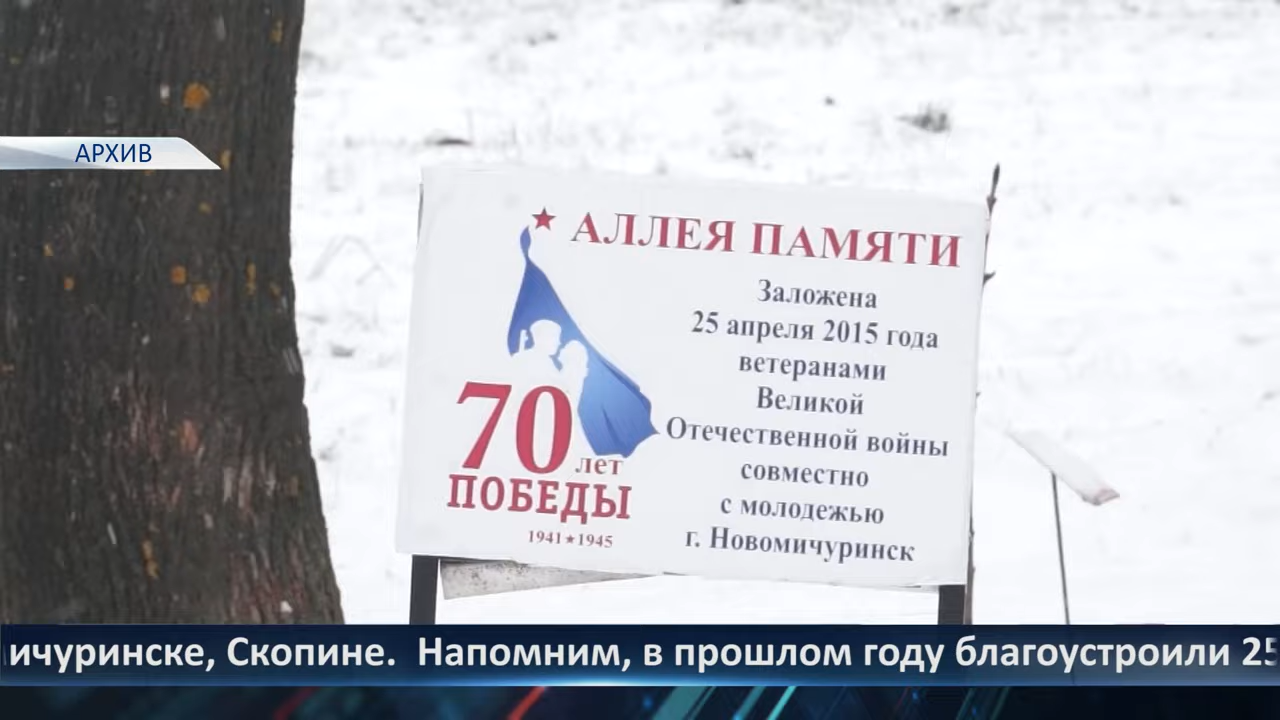 АРХИВ
АЛЛЕЯ ПАМЯТИ
Заложена
25 апреля 2015 года
ветеранами
Великой
Отечественной войны
совместно
с молодежью
г. Новомичуринск
70
лет
ПОБЕДЫ
1941★1945
ичуринске, Скопине. Напомним, в прошлом году благоустроили 25